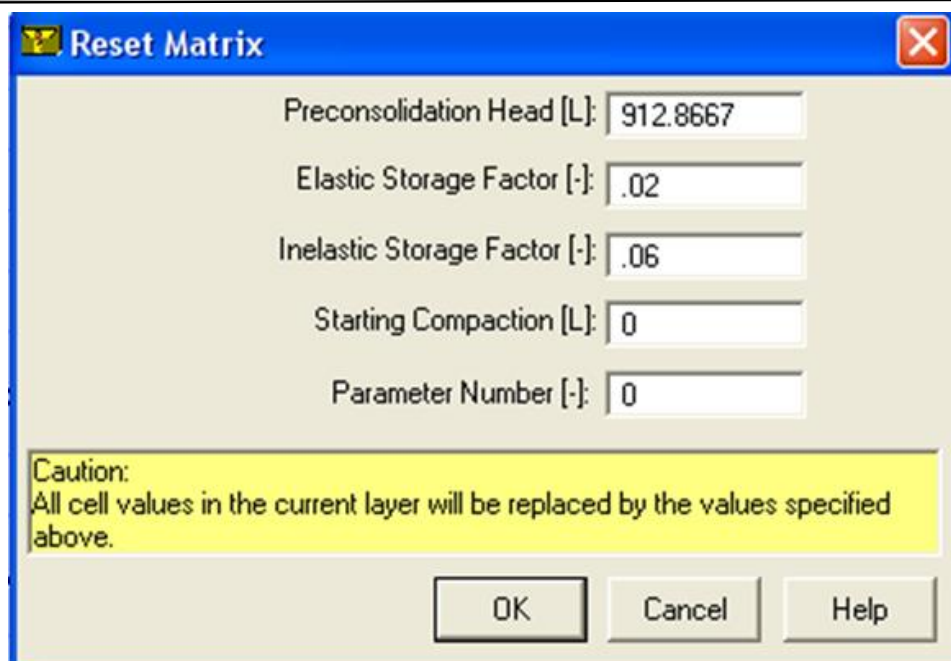 Reset Matrix
Preconsolidation Head [L]: 912.8667
Elastic Storage Factor [-]: .02
Inelastic Storage Factor [-]: .06
Starting Compaction [L]: 0
Parameter Number [-]: 0
Caution:
All cell values in the current layer will be replaced by the values specified
above.
OK Cancel Help